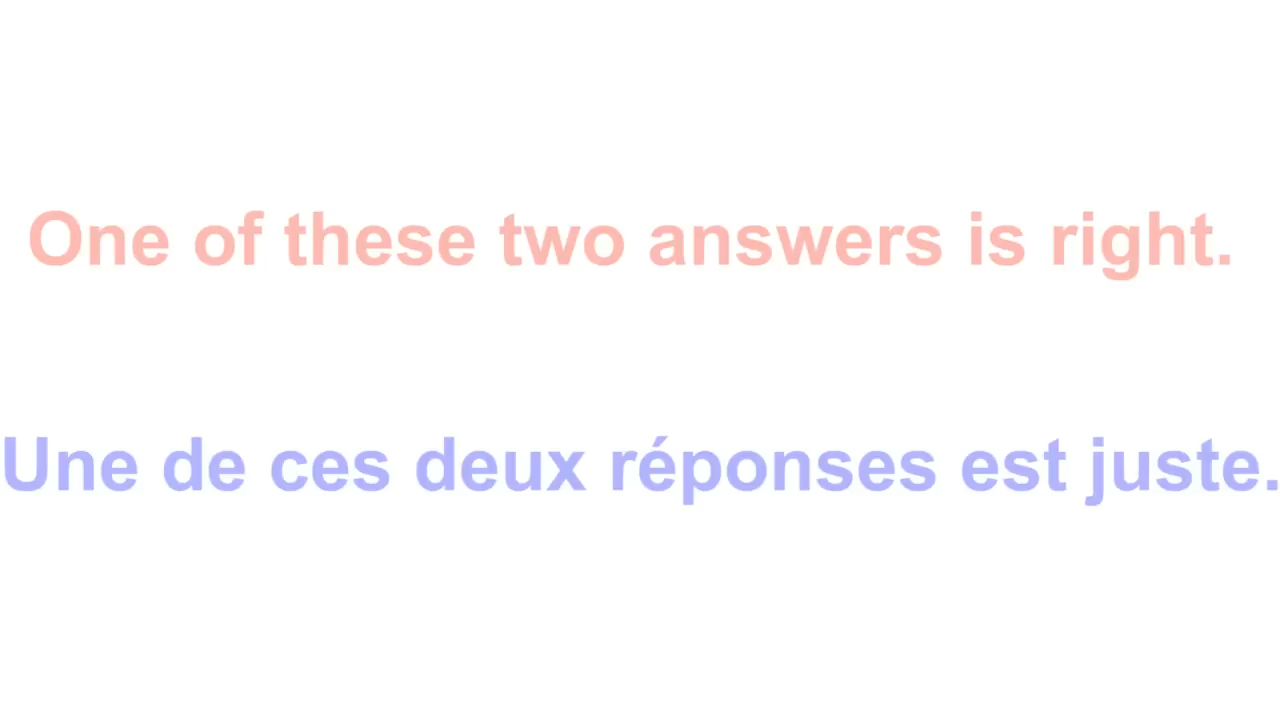 One of these two answers is right.
Une de ces deux réponses est juste.